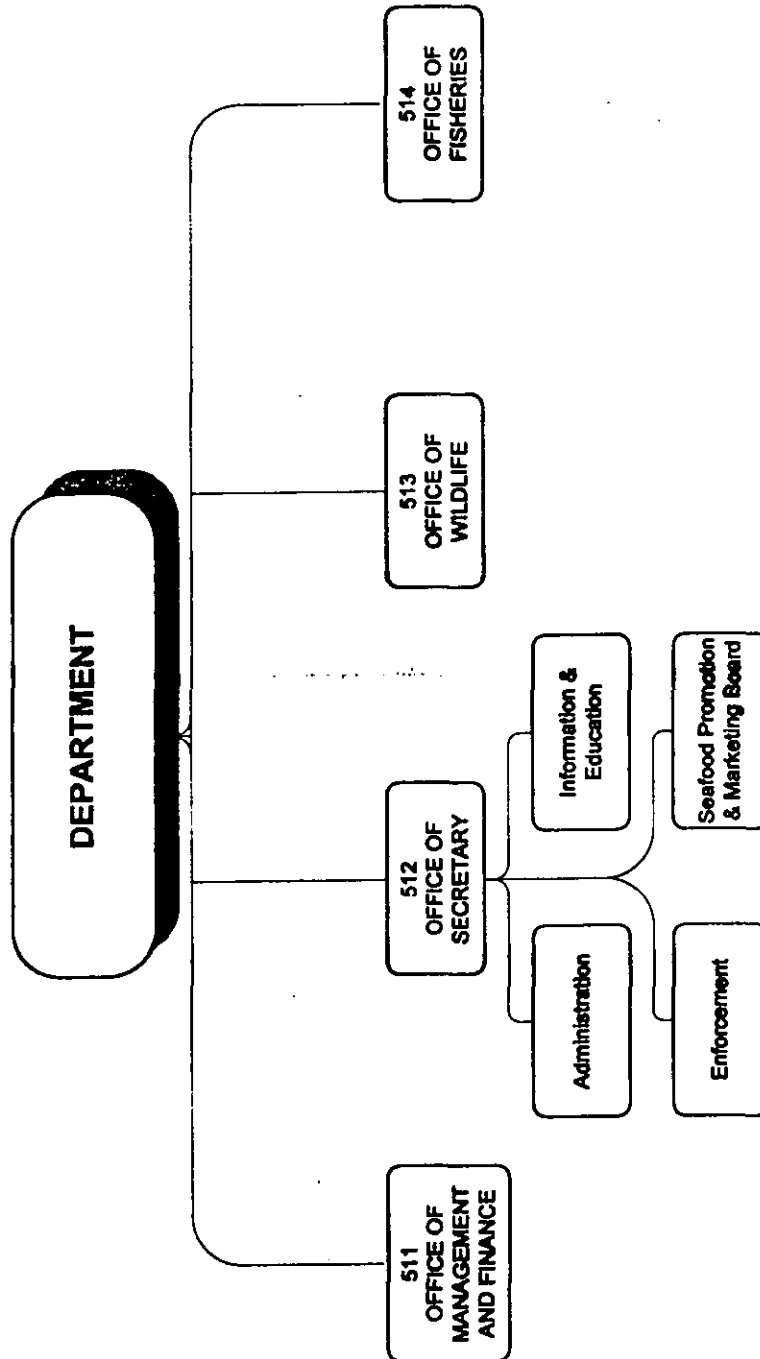 DEPARTMENT
511
OFFICE OF
MANAGEMENT
AND FINANCE
512
OFFICE OF
SECRETARY
513
OFFICE OF
WILDLIFE
514
OFFICE OF
FISHERIES
Administration
Information &
Education
Enforcement
Seafood Promotion
& Marketing Board